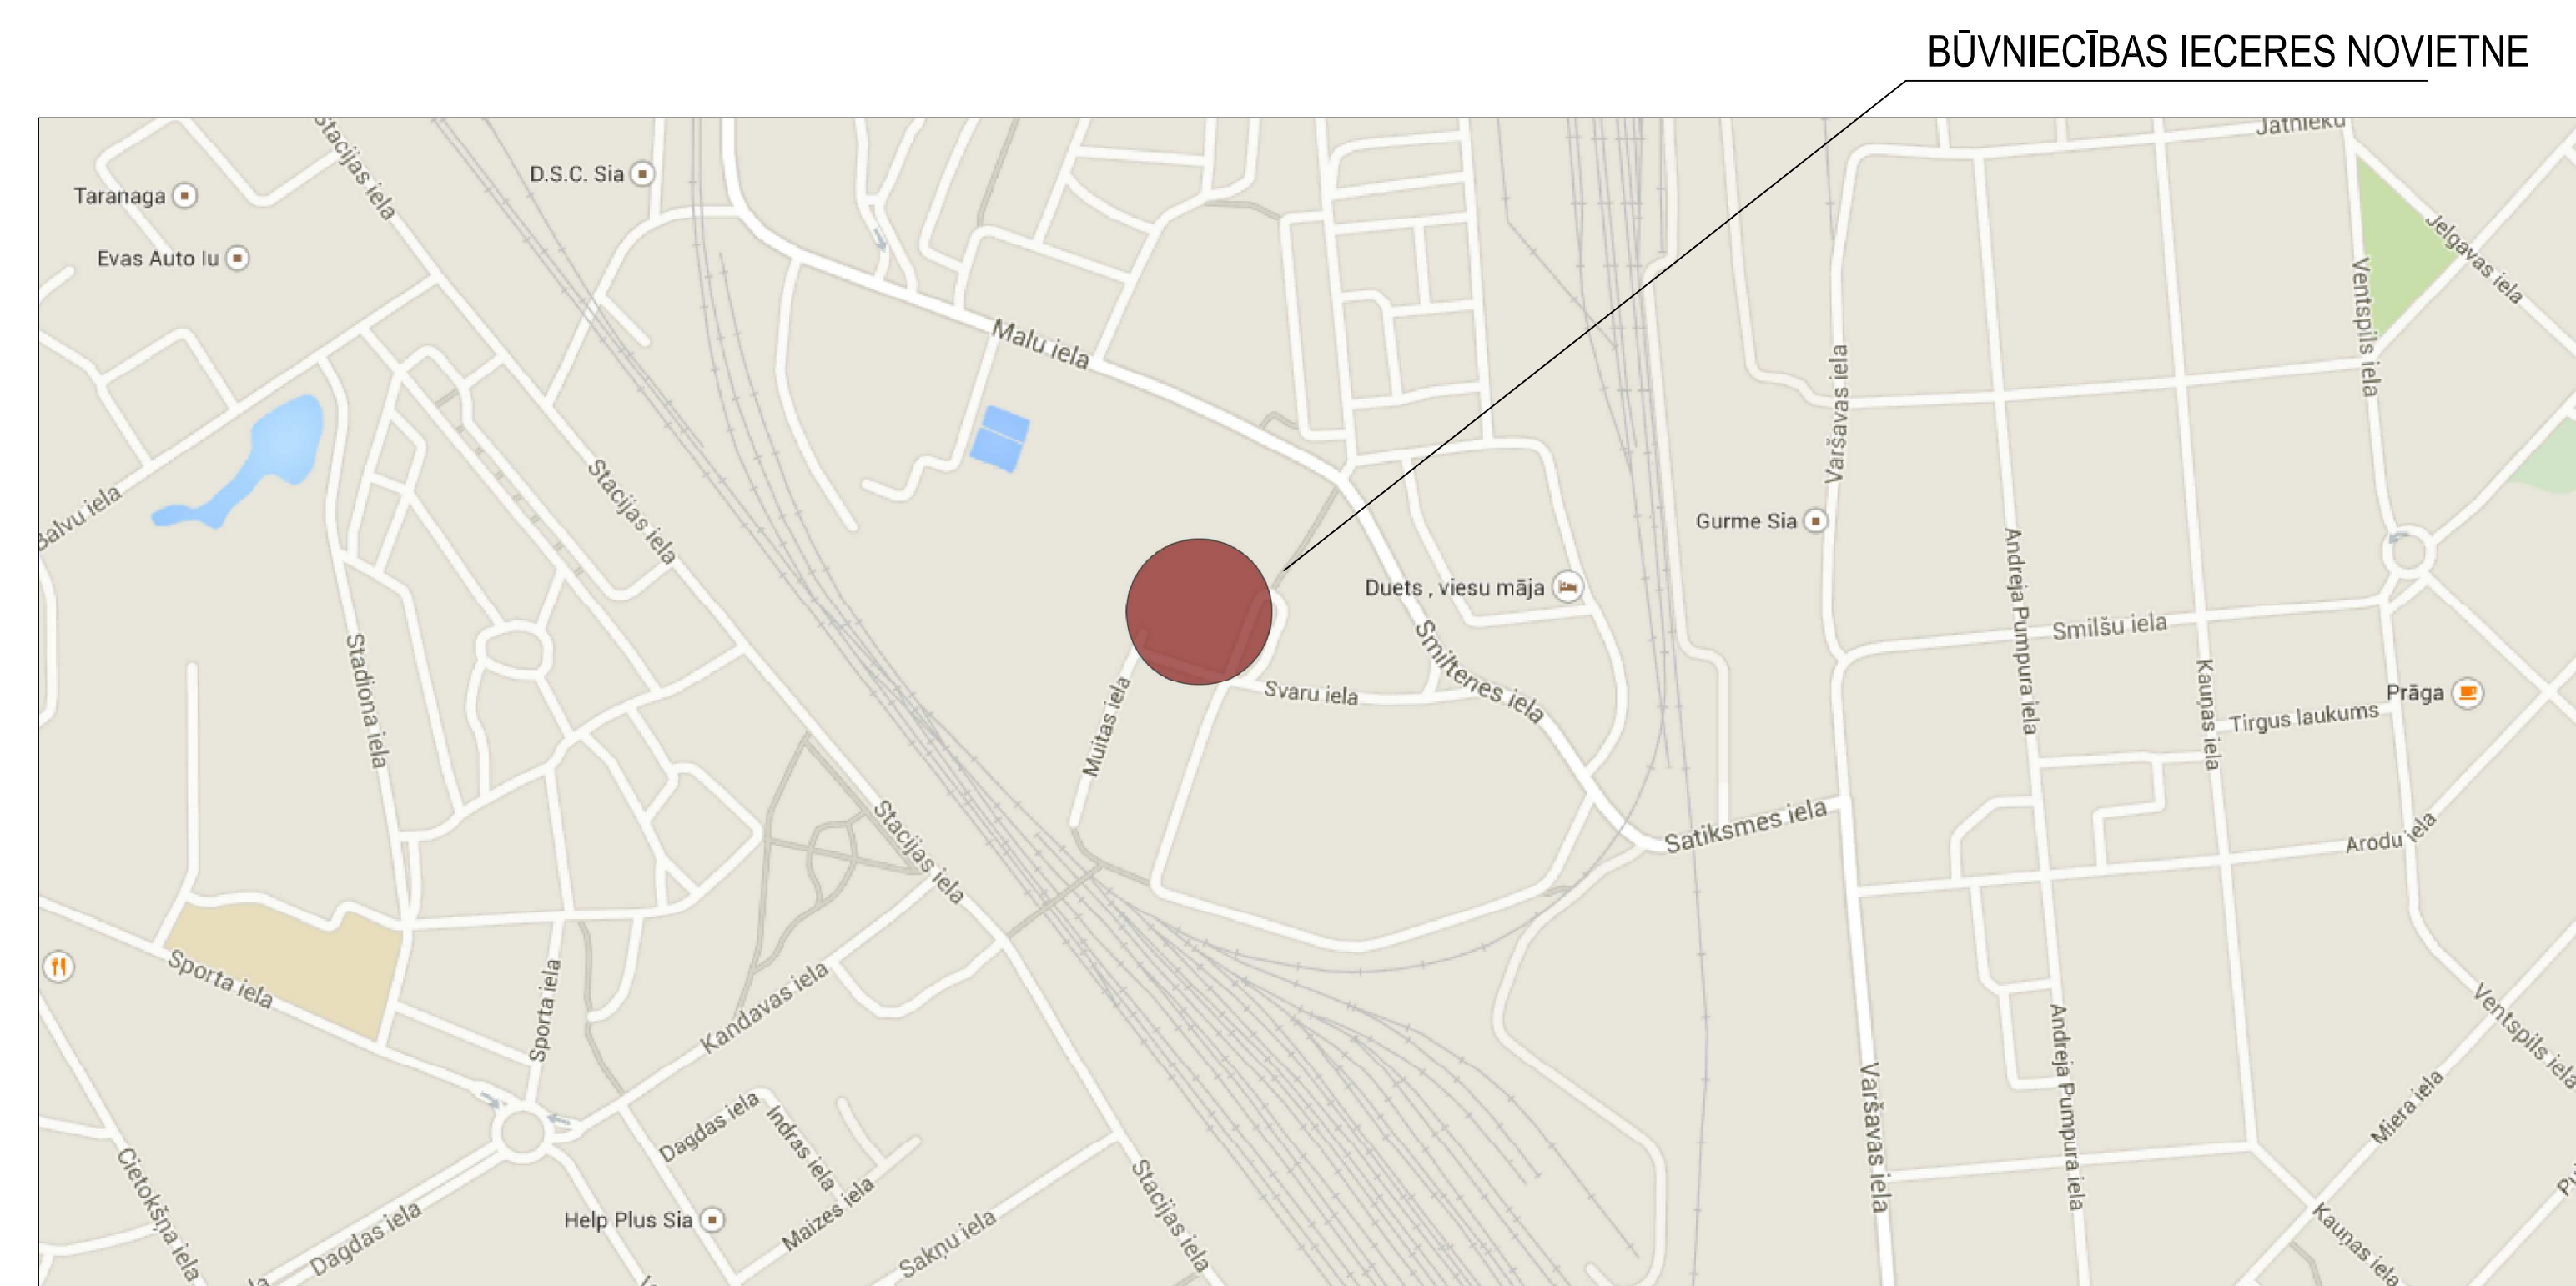 BŪVNIECĪBAS IECERES NOVIETNE
Stacijas iela
Jātnieku
D.S.C. Sia
Taranaga
Evas Auto Iu
Jelgavas iela
Ventspils iela
Malu iela
Varšavas iela
Balvu iela
Stacijas iela
Gurme Sia
Duets , viesu māja
Andreja Pumpura iela
Smilšu iela
Smiltenes iela
Stadiona iela
Svaru iela
Muitas iela
Kauņas iela
Prāga
Tirgus laukums
Stacijas iela
Satiksmes iela
Arodu iela
Sporta iela
Sporta iela
Kandavas iela
Ventspils iela
Andreja Pumpura iela
Varšavas iela
Miera iela
Dagdas iela
Indras iela
Cietokšņa iela
Maizes iela
Stacijas iela
Help Plus Sia
Dagdas iela
Sakņu iela
Kauņas iela